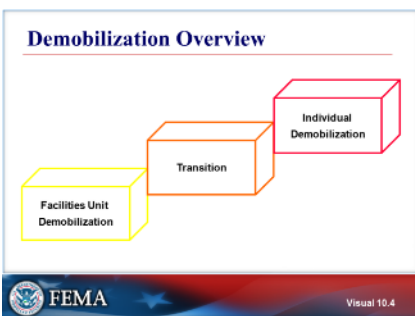 Demobilization Overview
Individual
Demobilization
Transition
Facilities Unit
Demobilization
FEMA
Visual 10.4